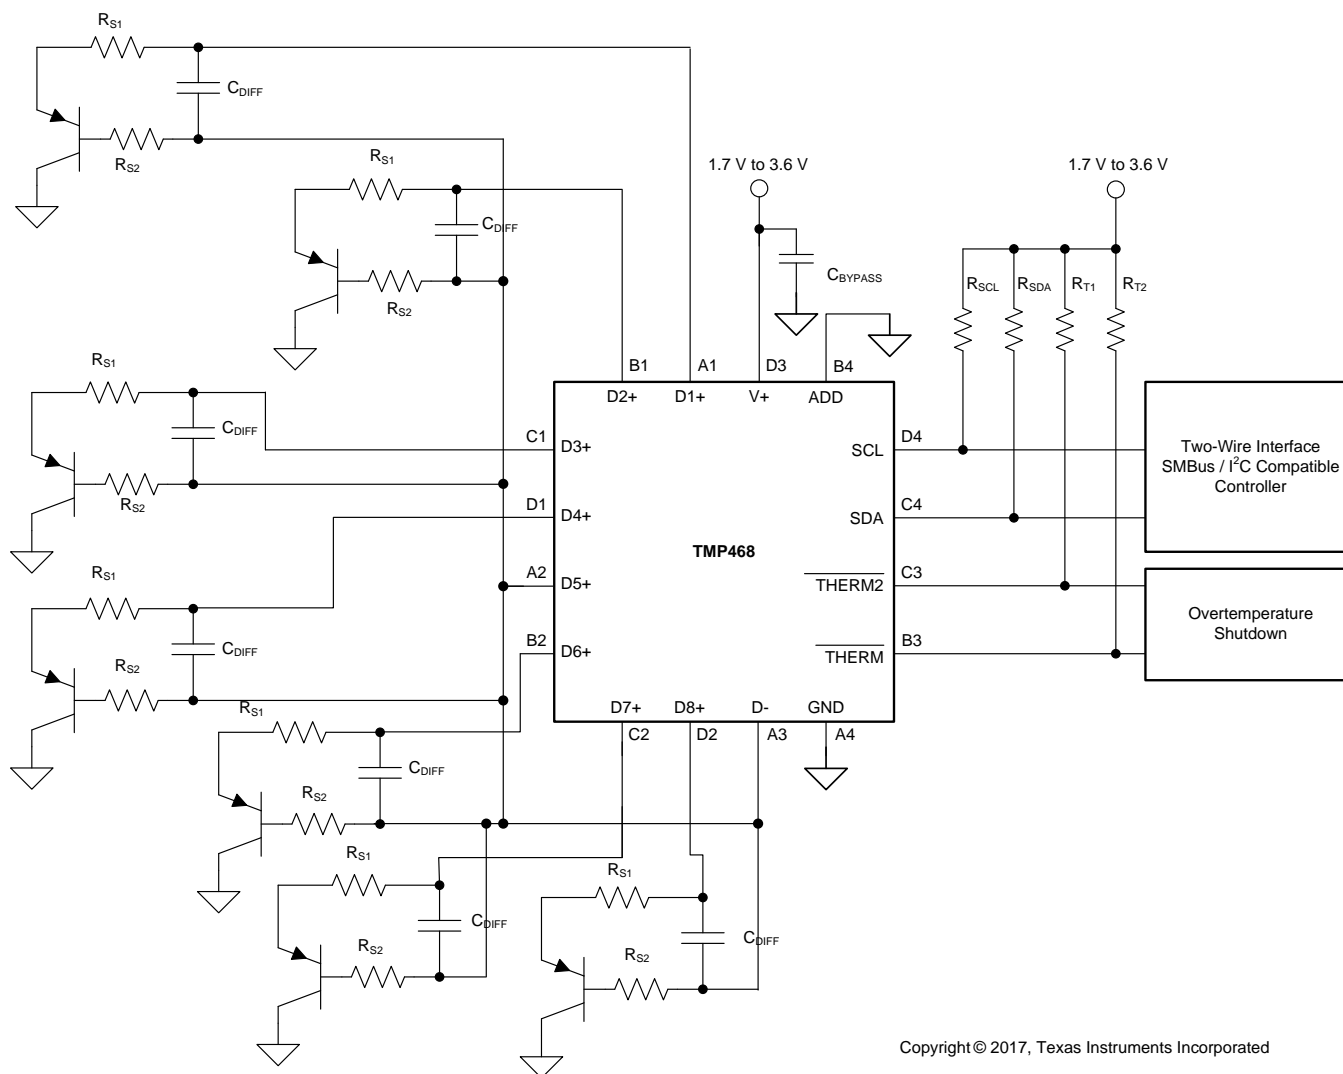 RS1
CDIFF
RS2
RS1
CDIFF
RS2
1.7 V to 3.6 V
1.7 V to 3.6 V
CBYPASS
RSCL
RSDA
RT1
RT2
RS1
CDIFF
RS2
B1
A1
D3
B4
D2+
D1+
V+
ADD
C1
D3+
SCL
D4
Two-Wire Interface
SMBus / I²C Compatible
Controller
D1
D4+
SDA
C4
TMP468
RS1
CDIFF
RS2
A2
D5+
THERM2
C3
Overtemperature
Shutdown
B2
D6+
THERM
B3
D7+
D8+
D-
GND
C2
D2
A3
A4
RS1
CDIFF
RS2
RS1
CDIFF
RS2
RS1
CDIFF
RS2
Copyright © 2017, Texas Instruments Incorporated